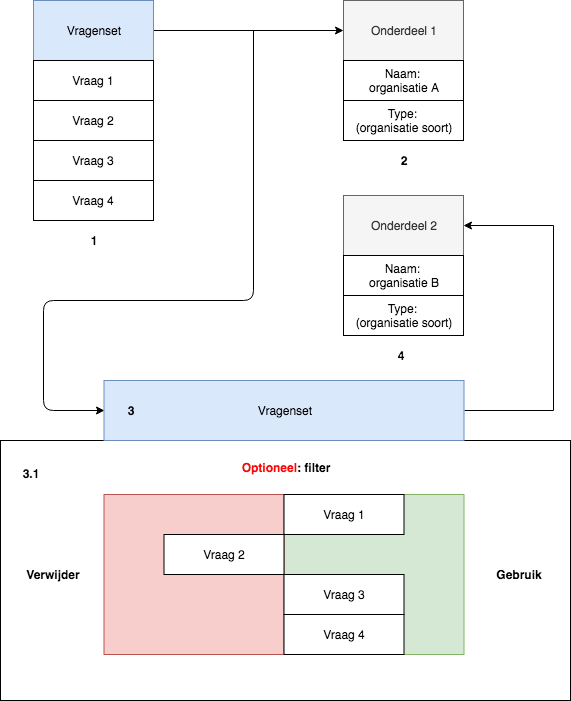 Vragenset
Vraag 1
Vraag 2
Vraag 3
Vraag 4
1
Onderdeel 1
Naam:
organisatie A
Type:
(organisatie soort)
2
Onderdeel 2
Naam:
organisatie B
Type:
(organisatie soort)
4
3
Vragenset
3.1
Optioneel: filter
Vraag 1
Vraag 2
Verwijder
Gebruik
Vraag 3
Vraag 4